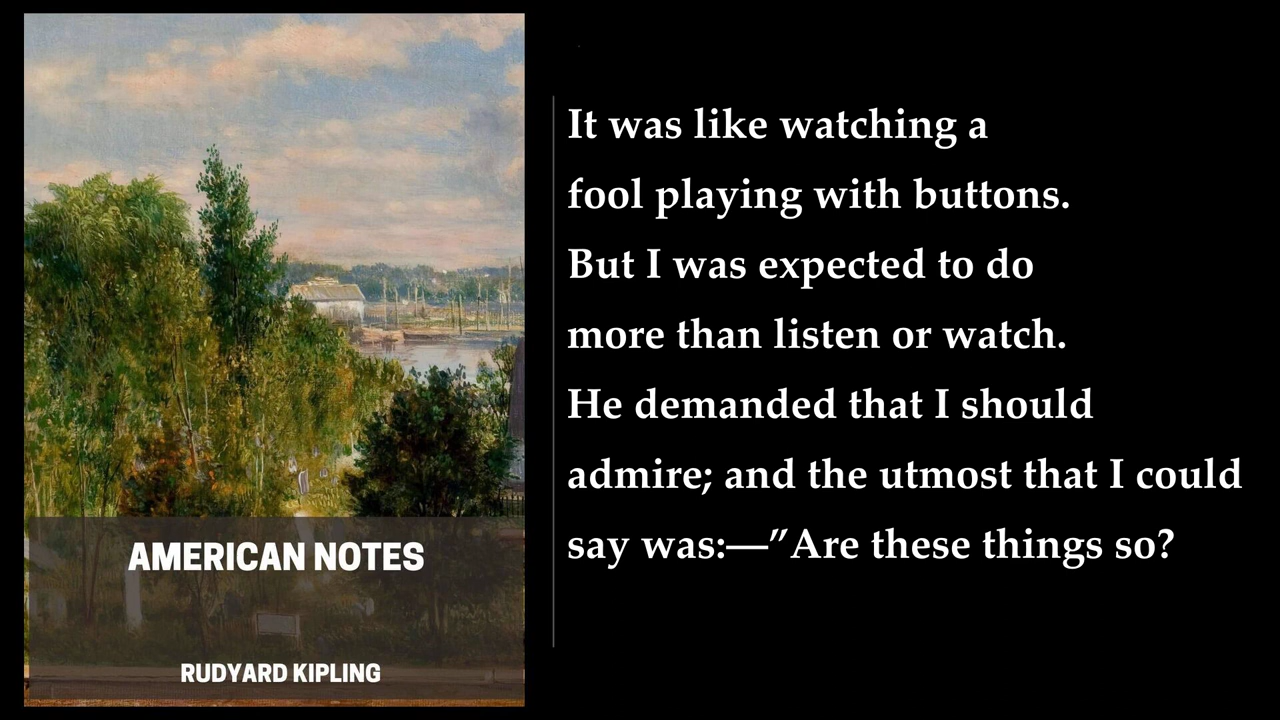 AMERICAN NOTES
RUDYARD KIPLING
It was like watching a
fool playing with buttons.
But I was expected to do
more than listen or watch.
He demanded that I should
admire; and the utmost that I could
say was:—”Are these things so?